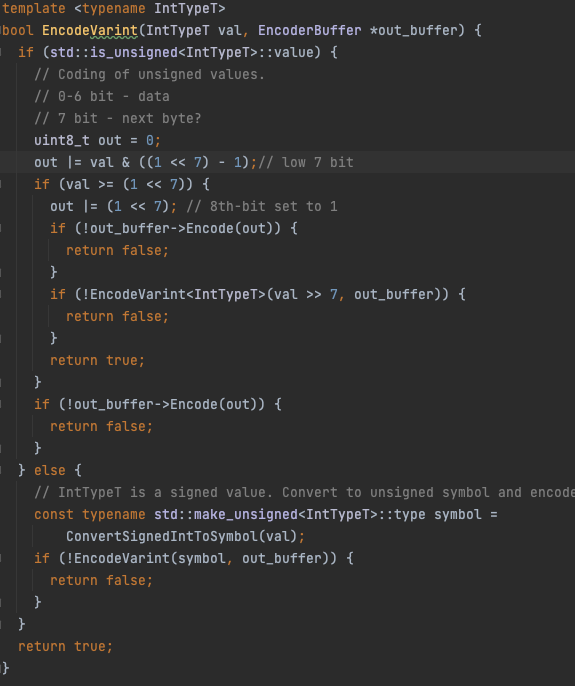 template <typename IntTypeT>
bool EncodeVarint(IntTypeT val, EncoderBuffer *out_buffer) {
  if (std::is_unsigned<IntTypeT>::value) {
    // Coding of unsigned values.
    // 0-6 bit - data
    // 7 bit - next byte?
    uint8_t out = 0;
    out |= val & ((1 << 7) - 1);// low 7 bit
    if (val >= (1 << 7)) {
      out |= (1 << 7); // 8th-bit set to 1
      if (!out_buffer->Encode(out)) {
        return false;
      }
      if (!EncodeVarint<IntTypeT>(val >> 7, out_buffer)) {
        return false;
      }
      return true;
    }
    if (!out_buffer->Encode(out)) {
      return false;
    }
  } else {
    // IntTypeT is a signed value. Convert to unsigned symbol and encode
    const typename std::make_unsigned<IntTypeT>::type symbol =
        ConvertSignedIntToSymbol(val);
    if (!EncodeVarint(symbol, out_buffer)) {
      return false;
    }
  }
  return true;
}